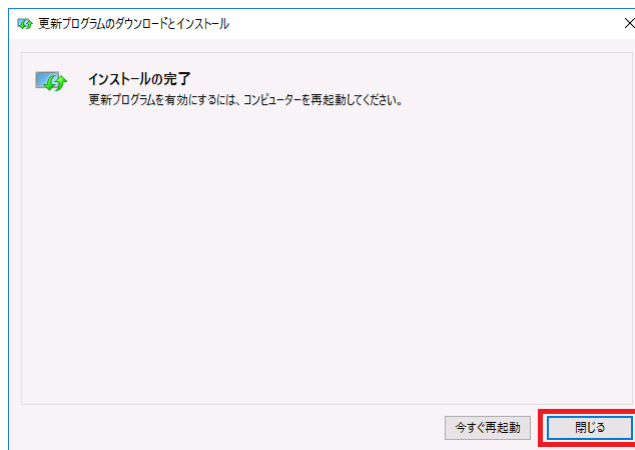 更新プログラムのダウンロードとインストール
インストールの完了
更新プログラムを有効にするには、コンピューターを再起動してください。
今すぐ再起動
閉じる